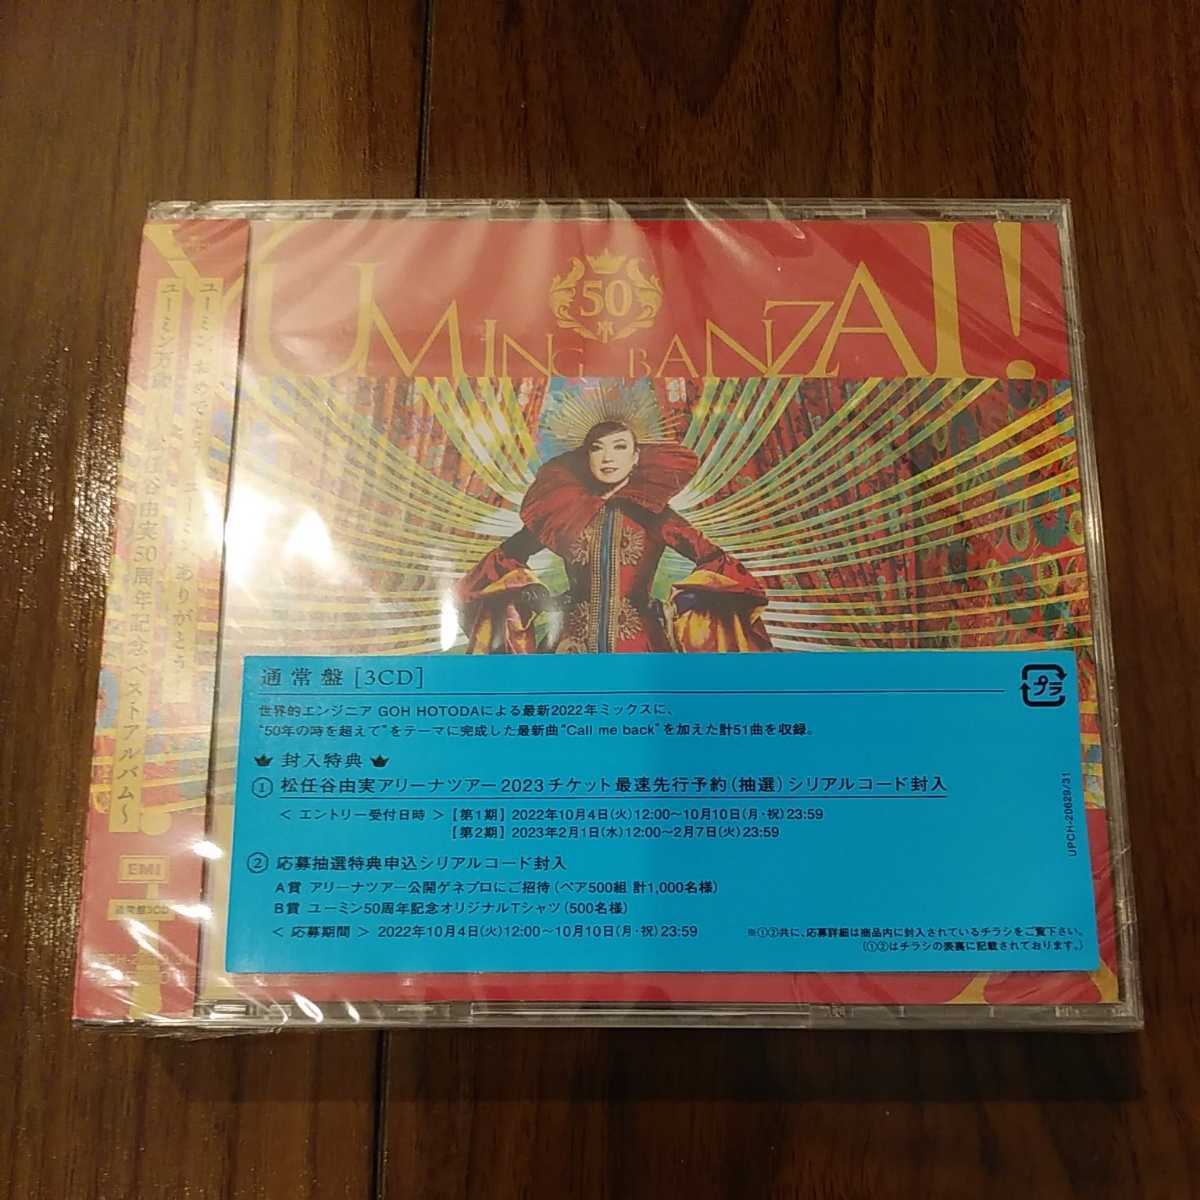 YUMING BANZAI!
50
ユーミン、おめでとう ユーミン、ありがとう
ユーミン万歳 任谷由実50周年記念ベストアルバム〜
EMI
通常盤3CD
通常盤[3CD]
プラ
世界的エンジニア GOH HOTODAによる最新2022年ミックスに、
“50年の時を超えて”をテーマに完成した最新曲“Call me back”を加えた計51曲を収録。
封入特典
① 松任谷由実アリーナツアー2023チケット最速先行予約(抽選)シリアルコード封入
< エントリー受付日時 >【第1期】2022年10月4日(火)12:00〜10月10日(月・祝)23:59
【第2期】2023年2月1日(水)12:00〜2月7日(火)23:59
② 応募抽選特典申込シリアルコード封入
A賞 アリーナツアー公開ゲネプロにご招待(ペア500組 計1,000名様)
B賞 ユーミン50周年記念オリジナルTシャツ(500名様)
< 応募期間 > 2022年10月4日(火)12:00〜10月10日(月・祝)23:59
※①②共に、応募詳細は商品内に封入されているチラシをご覧下さい。
(①②はチラシの表裏に記載されております。)
UPCH-20629/31